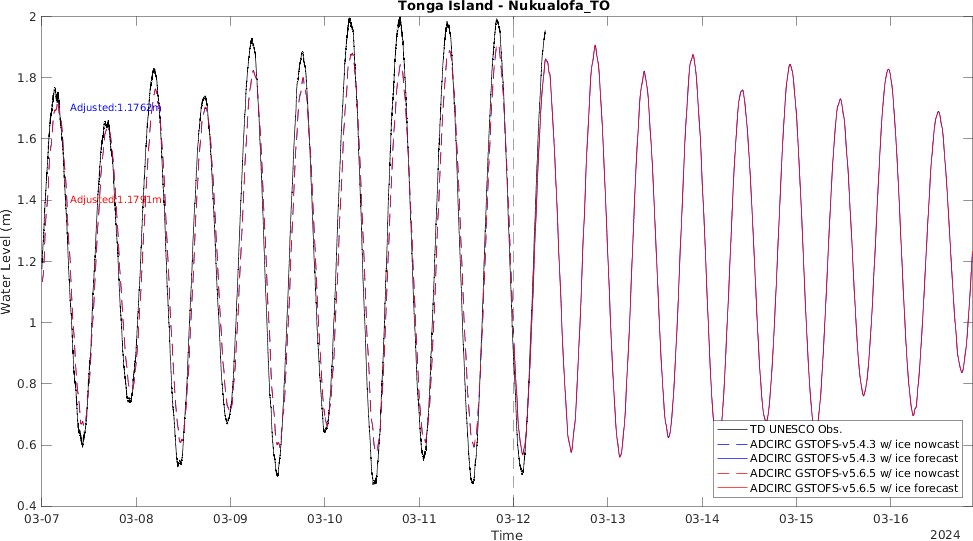 Tonga Island - Nukualofa_TO
2
1.8
1.6
1.4
1.2
1
0.8
0.6
0.4
Water Level (m)
Adjusted:1.1762m
Adjusted:1.1791m
TD UNESCO Obs.
ADCIRC GSTOFS-v5.4.3 w/ ice nowcast
ADCIRC GSTOFS-v5.4.3 w/ ice forecast
ADCIRC GSTOFS-v5.6.5 w/ ice nowcast
ADCIRC GSTOFS-v5.6.5 w/ ice forecast
03-07 03-08 03-09 03-10 03-11 03-12 03-13 03-14 03-15 03-16
Time
2024